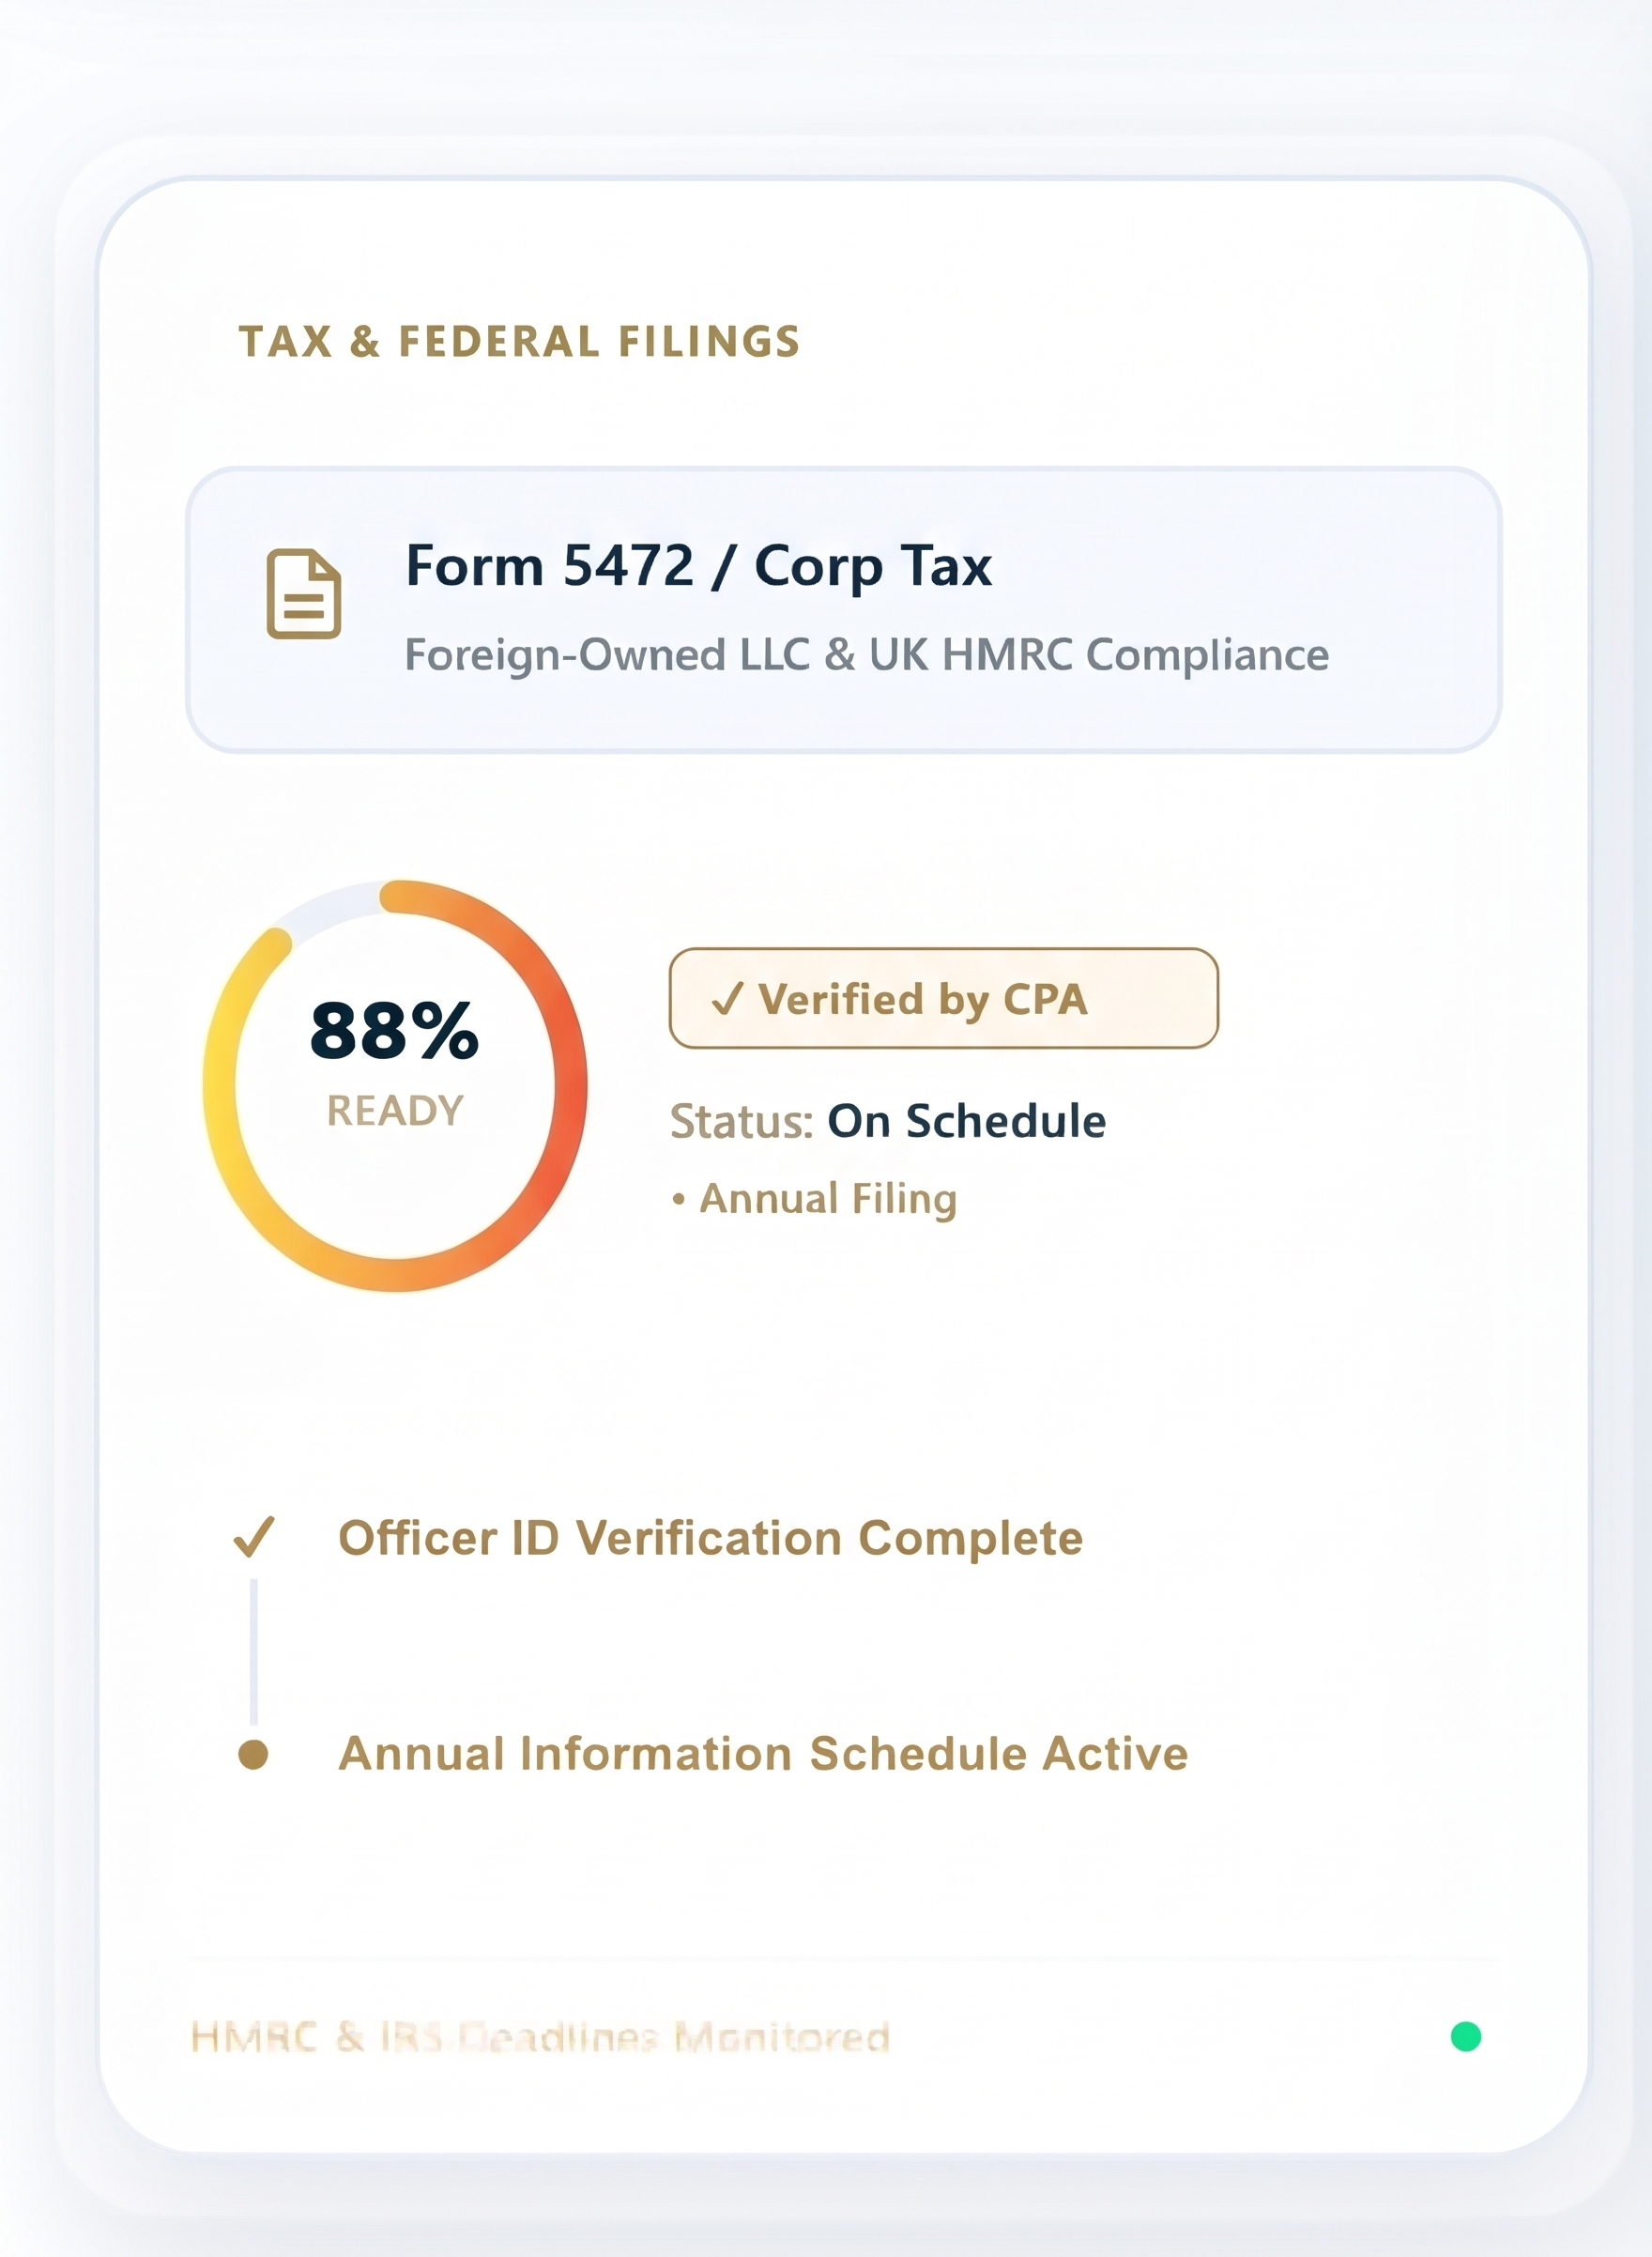 TAX & FEDERAL FILINGS
Form 5472 / Corp Tax
Foreign-Owned LLC & UK HMRC Compliance
88%
READY
✓ Verified by CPA
Status: On Schedule
• Annual Filing
✓ Officer ID Verification Complete
Annual Information Schedule Active
HMRC & IRS Deadlines Monitored